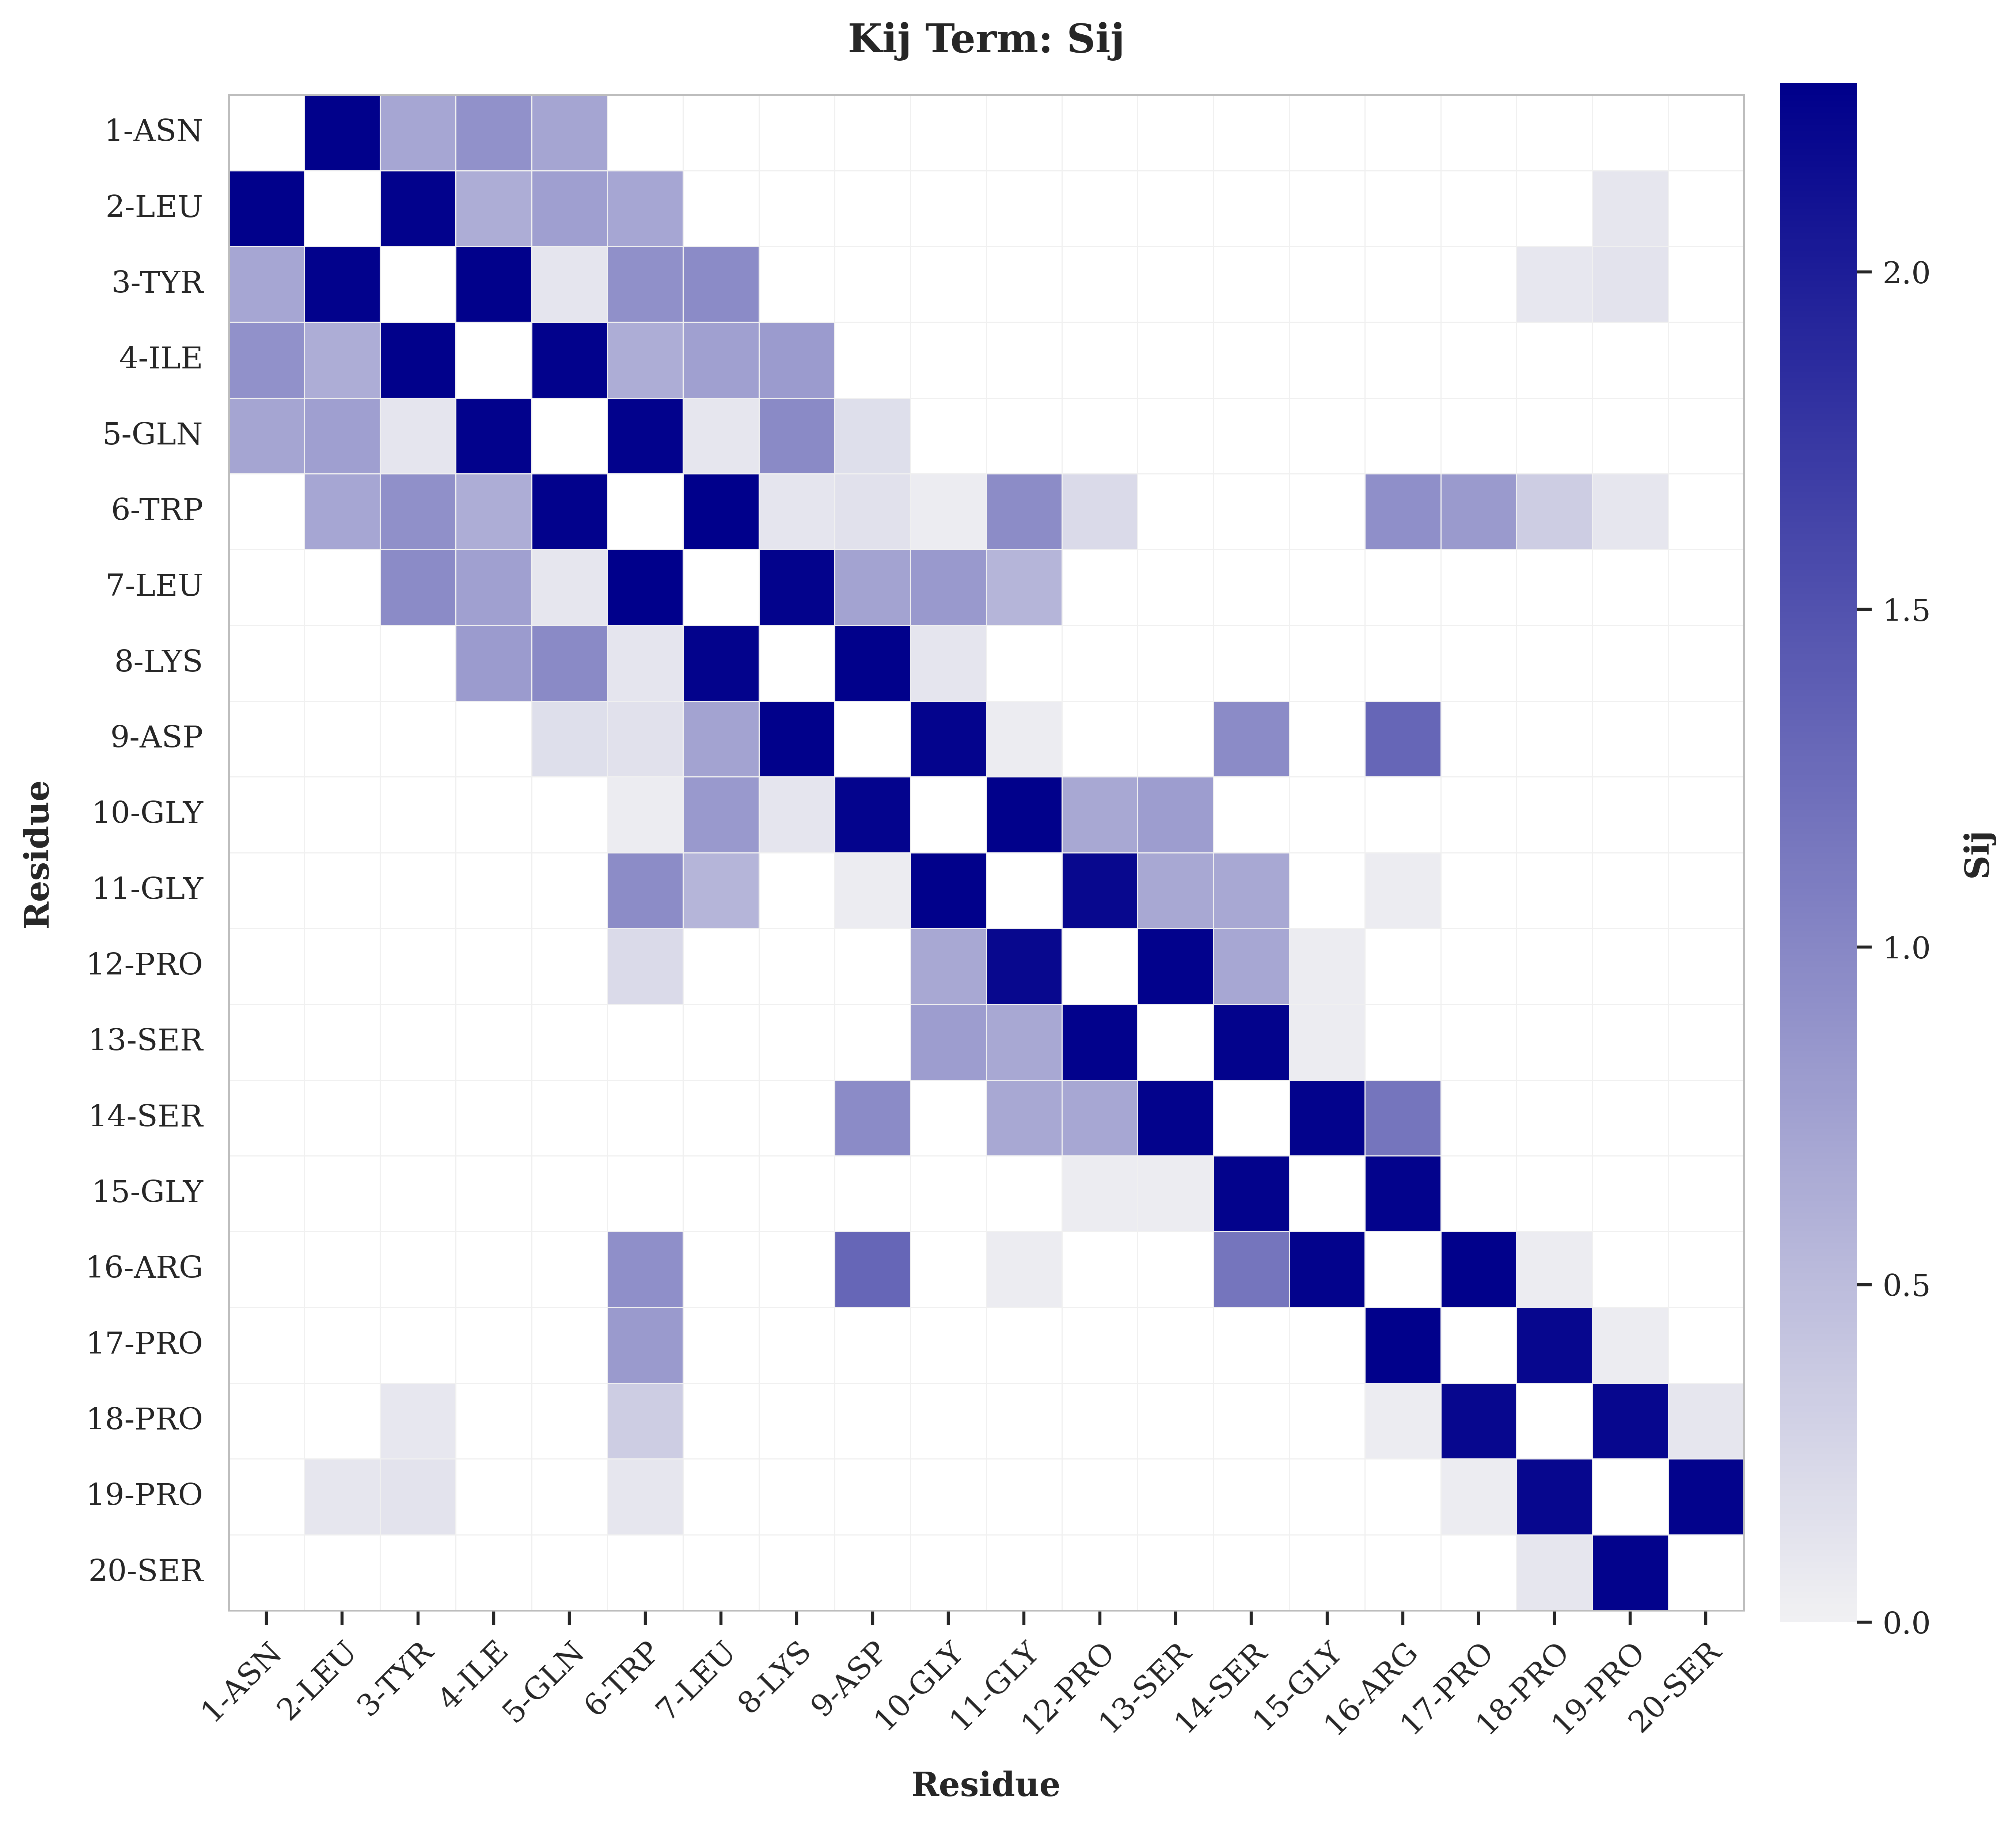 Kij Term: Sij
1-ASN
2-LEU
3-TYR
4-ILE
5-GLN
6-TRP
7-LEU
8-LYS
9-ASP
10-GLY
11-GLY
12-PRO
13-SER
14-SER
15-GLY
16-ARG
17-PRO
18-PRO
19-PRO
20-SER
Residue
1-ASN
2-LEU
3-TYR
4-ILE
5-GLN
6-TRP
7-LEU
8-LYS
9-ASP
10-GLY
11-GLY
12-PRO
13-SER
14-SER
15-GLY
16-ARG
17-PRO
18-PRO
19-PRO
20-SER
Residue
2.0
1.5
1.0
0.5
0.0
Sij